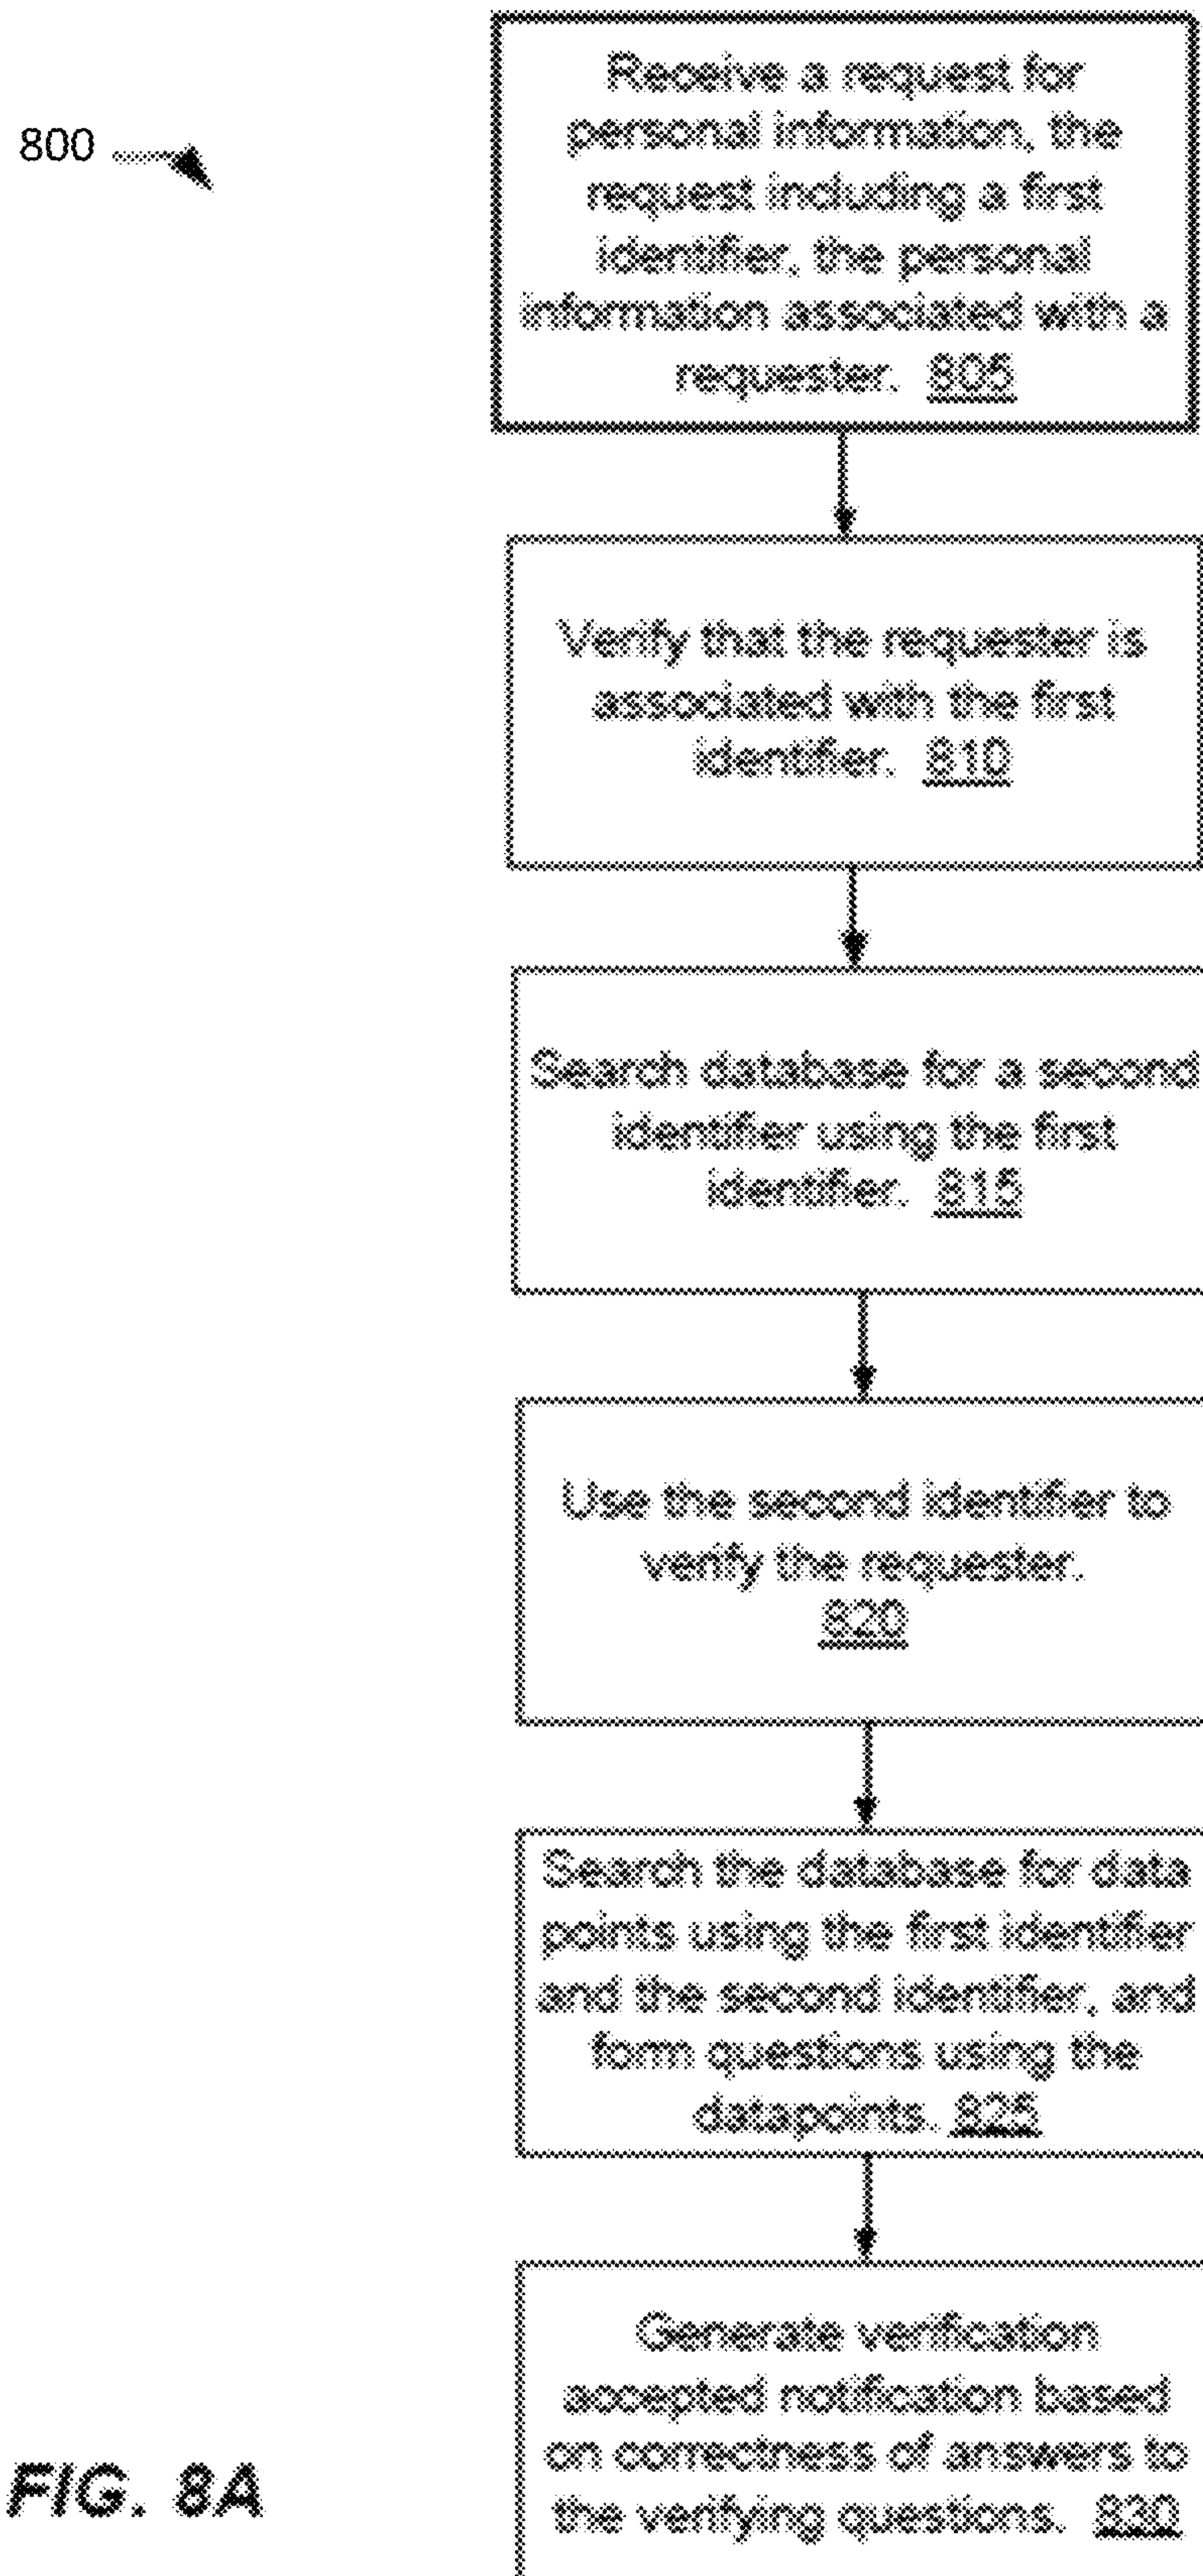 800
Receive a request for
personal information, the
request including a first
identifier, the personal
information associated with a
requester. 805
Verify that the requester is
associated with the first
identifier. 810
Search database for a second
identifier using the first
identifier. 815
Use the second identifier to
verify the requester.
820
Search the database for data
points using the first identifier
and the second identifier, and
form questions using the
datapoints. 825
Generate verification
accepted notification based
on correctness of answers to
the verifying questions. 830
FIG. 8A